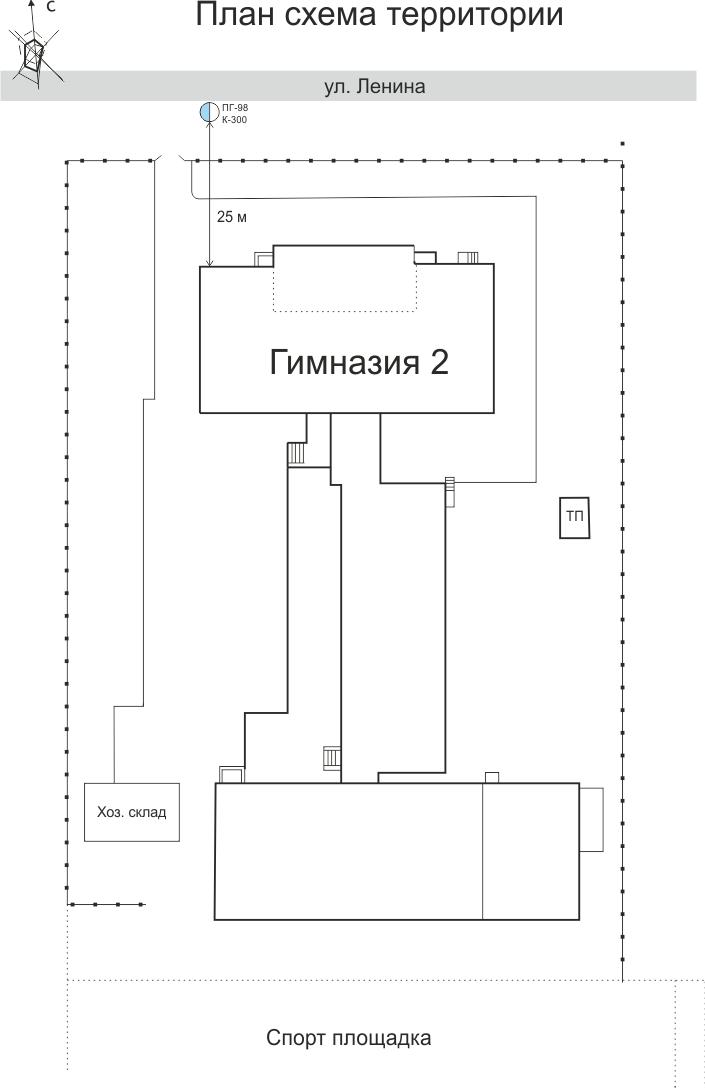 План схема территории
С
ул. Ленина
ПГ-98
К-300
25 м
Гимназия 2
ТП
Хоз. склад
Спорт площадка